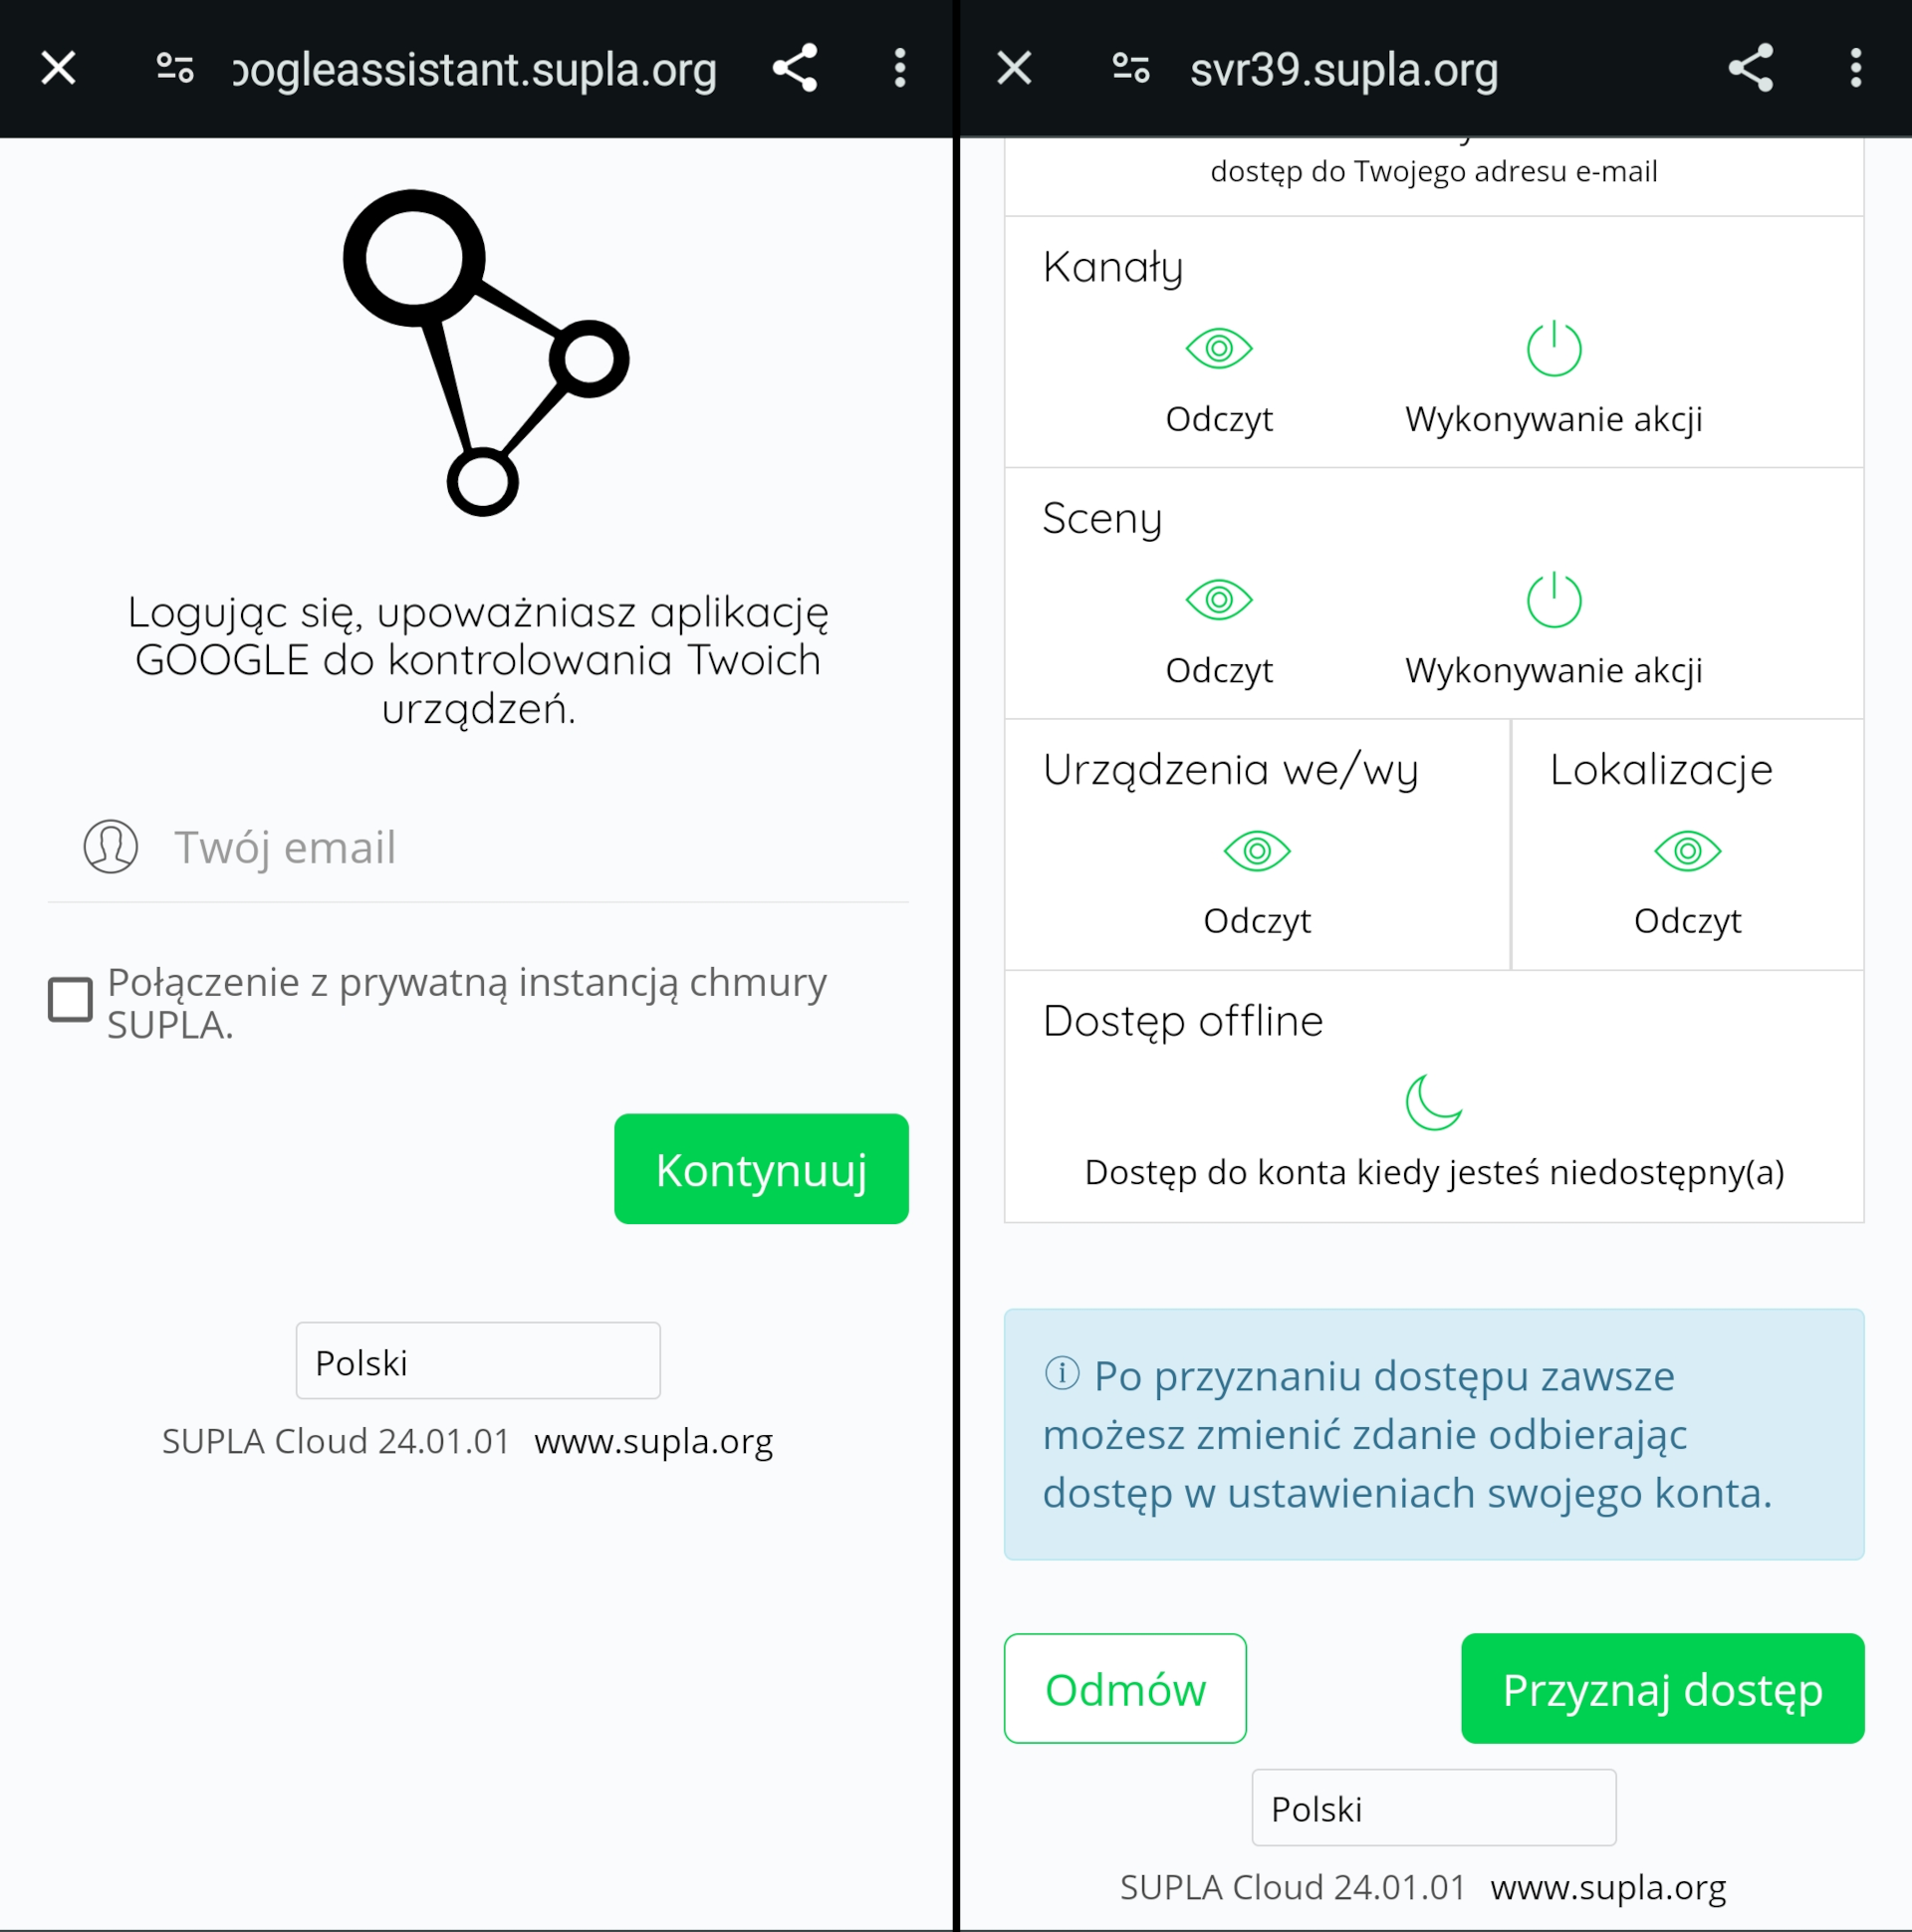 oogleassistant.supla.org
Logując się, upoważniasz aplikację
GOOGLE do kontrolowania Twoich
urządzeń.
Twój email
Połączenie z prywatną instancją chmury
SUPLA.
Kontynuuj
Polski
SUPLA Cloud 24.01.01 www.supla.org
svr39.supla.org
dostęp do Twojego adresu e-mail
Kanały
Odczyt Wykonywanie akcji
Sceny
Odczyt Wykonywanie akcji
Urządzenia we/wy Lokalizacje
Odczyt Odczyt
Dostęp offline
Dostęp do konta kiedy jesteś niedostępny(a)
Po przyznaniu dostępu zawsze
możesz zmienić zdanie odbierając
dostęp w ustawieniach swojego konta.
Odmów Przyznaj dostęp
Polski
SUPLA Cloud 24.01.01 www.supla.org